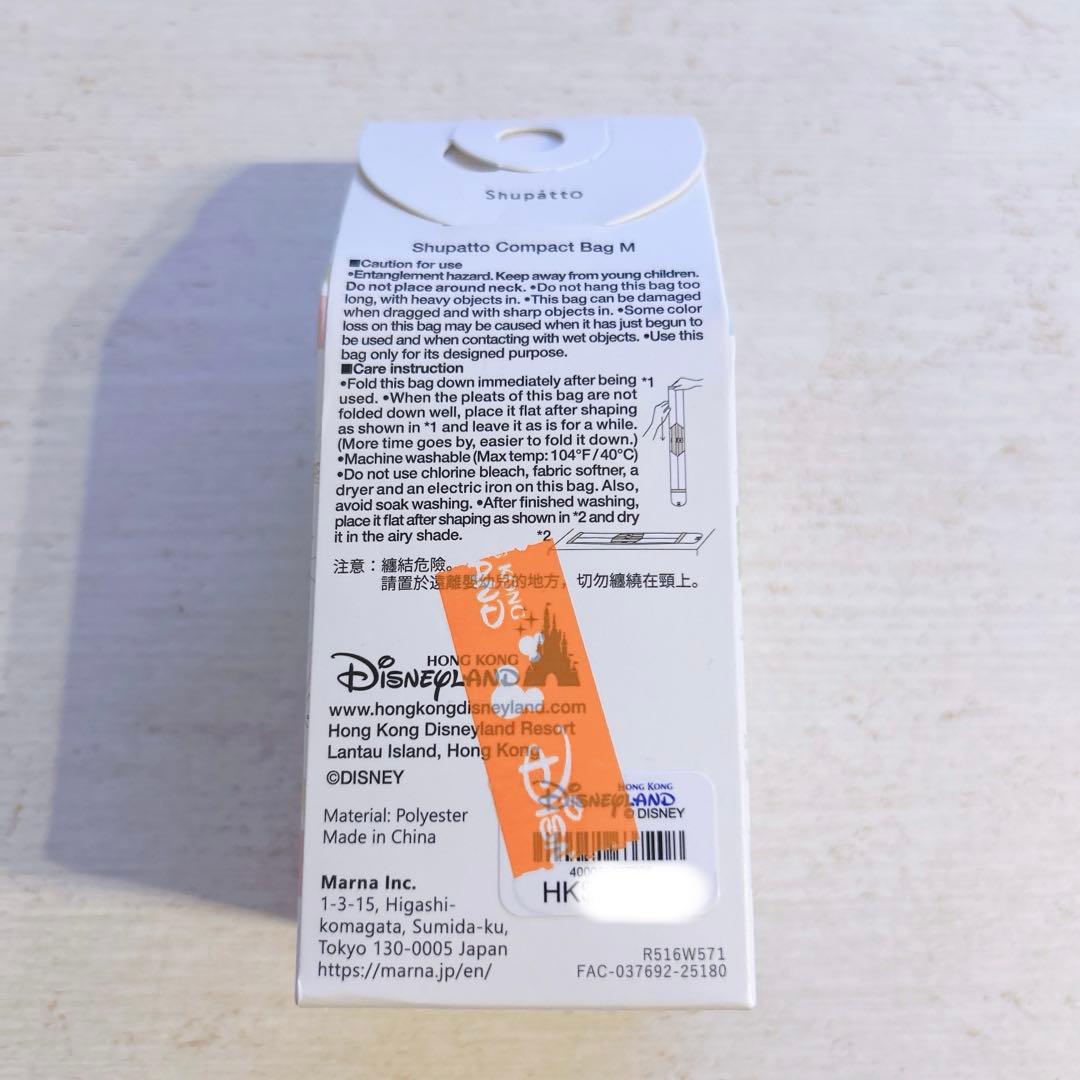 Shupatto
Shupatto Compact Bag M
■Caution for use
•Entanglement hazard. Keep away from young children.
Do not place around neck. •Do not hang this bag too
long, with heavy objects in. •This bag can be damaged
when dragged and with sharp objects in. •Some color
loss on this bag may be caused when it has just begun to
be used and when contacting with wet objects. •Use this
bag only for its designed purpose.
■Care instruction
•Fold this bag down immediately after being *1
used. •When the pleats of this bag are not
folded down well, place it flat after shaping
as shown in *1 and leave it as is for a while.
(More time goes by, easier to fold it down.)
•Machine washable (Max temp: 104°F / 40°C)
•Do not use chlorine bleach, fabric softner, a
dryer and an electric iron on this bag. Also,
avoid soak washing. •After finished washing,
place it flat after shaping as shown in *2 and dry
it in the airy shade. *2
注意：纏結危險。
請置於遠離嬰幼兒的地方，切勿纏繞在頸上。
KONG
HONG KONG
DISNEYLAND
www.hongkongdisneyland.com
Hong Kong Disneyland Resort
Lantau Island, Hong Kong
©DISNEY
HONG KONG
DISNEYLAND
© DISNEY
Material: Polyester
Made in China
HK
Marna Inc.
1-3-15, Higashi-
komagata, Sumida-ku,
Tokyo 130-0005 Japan
https://marna.jp/en/
R516W571
FAC-037692-25180